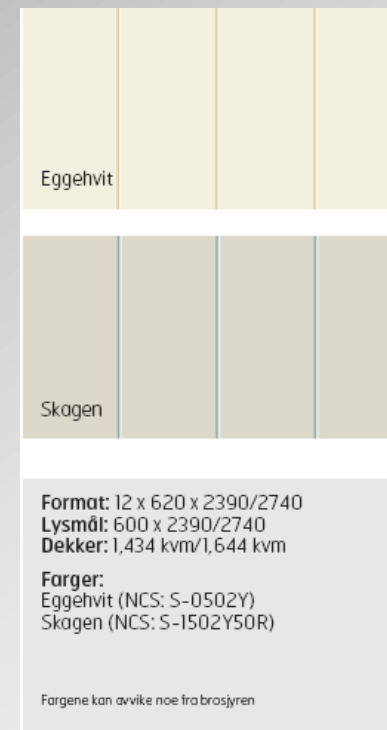 Eggehvit
Skagen
Format: 12 x 620 x 2390/2740
Lysmål: 600 x 2390/2740
Dekker: 1,434 kvm/1,644 kvm
Farger:
Eggehvit (NCS: S-0502Y)
Skagen (NCS: S-1502Y50R)
Fargene kan avvike noe fra brosjyren